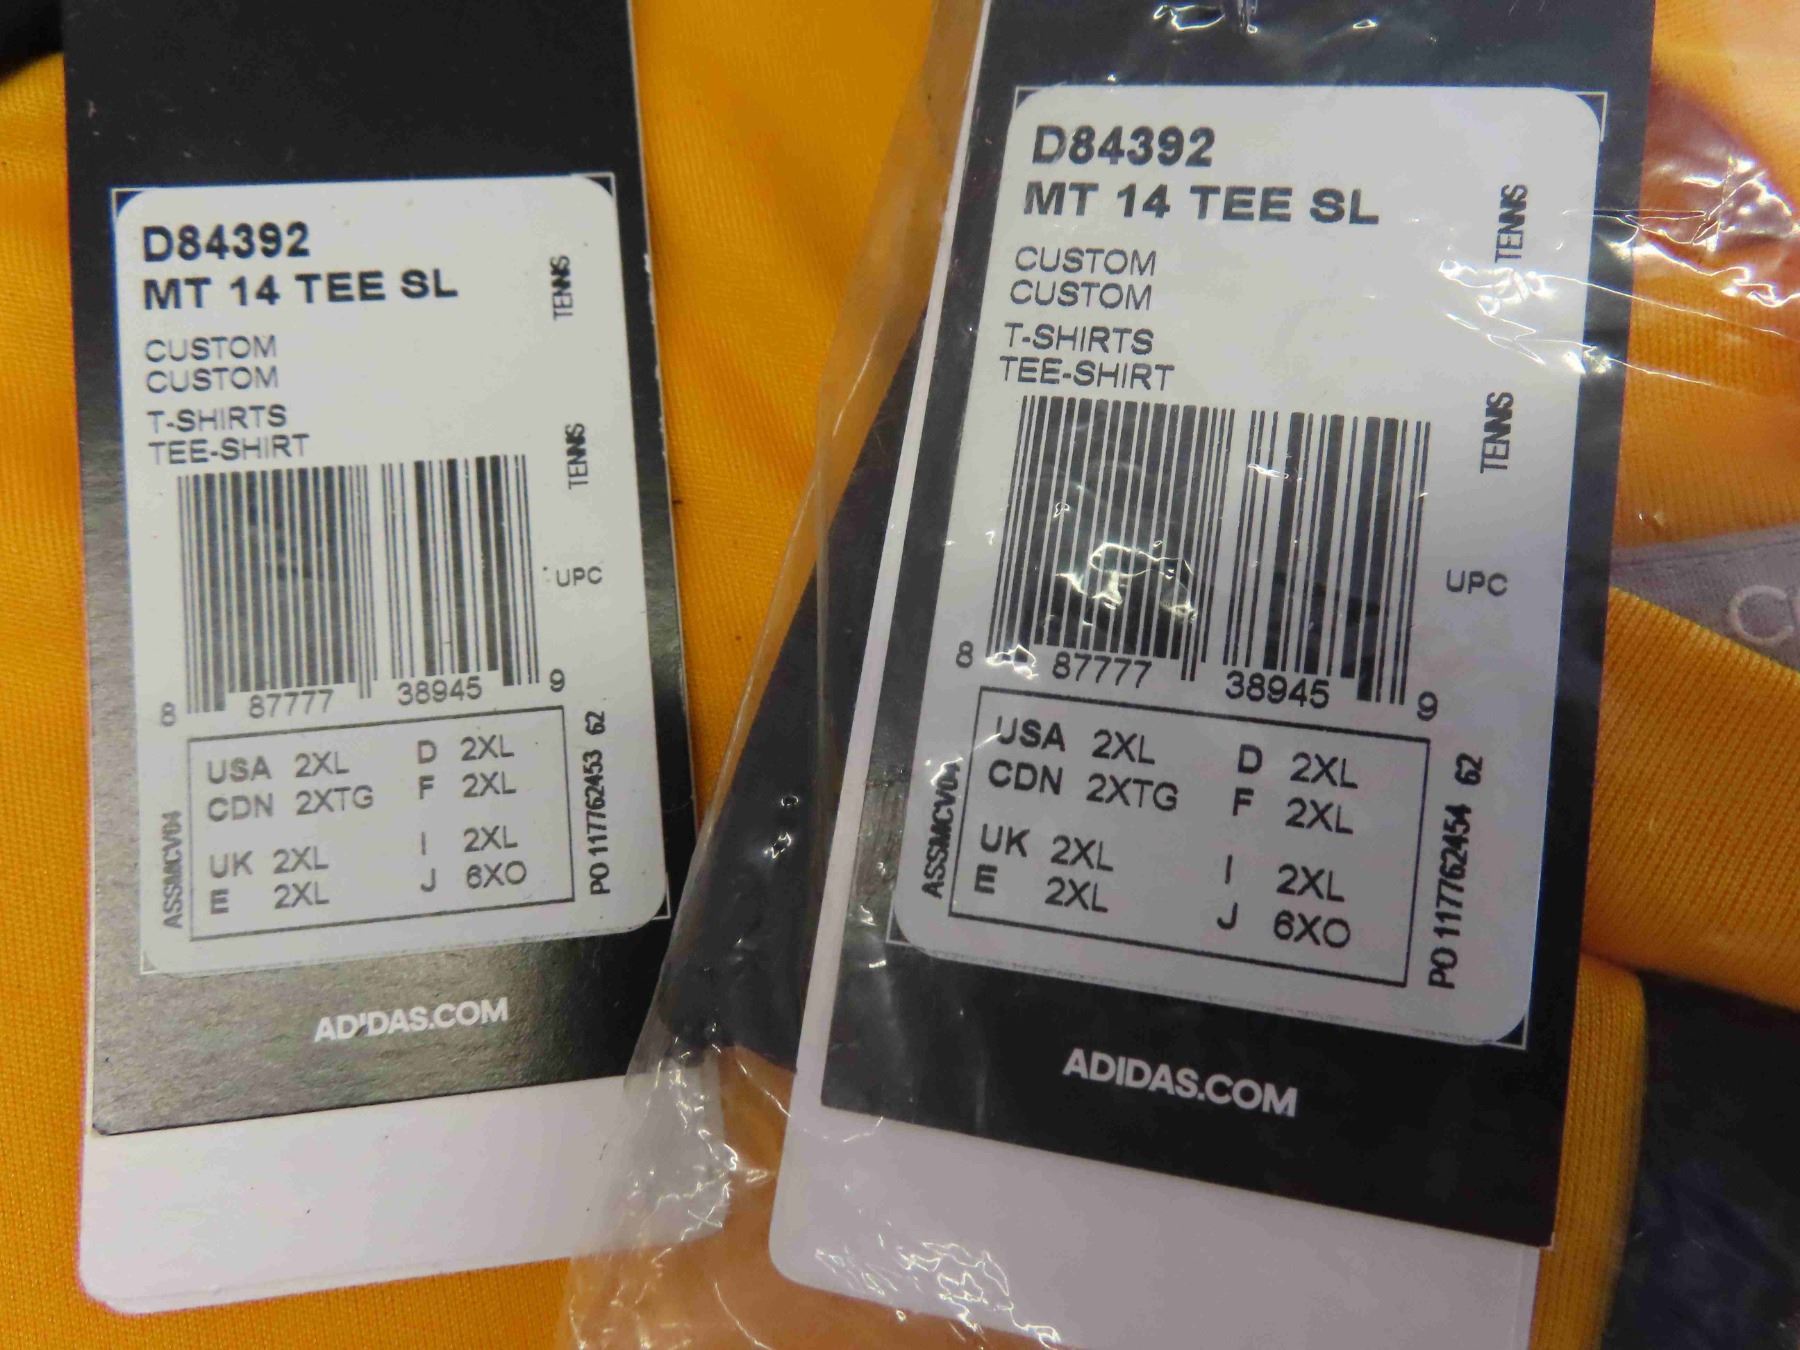 D84392
MT 14 TEE SL
CUSTOM
CUSTOM
T-SHIRTS
TEE-SHIRT
TENNIS
TENNIS
UPC
8 87777 38945 9
USA 2XL D 2XL
CDN 2XTG F 2XL
UK 2XL I 2XL
E 2XL J 6XO
ASSMCV04
PO 117762453 62
ADIDAS.COM
D84392
MT 14 TEE SL
CUSTOM
CUSTOM
T-SHIRTS
TEE-SHIRT
TENNIS
TENNIS
UPC
8 87777 38945 9
USA 2XL D 2XL
CDN 2XTG F 2XL
UK 2XL I 2XL
E 2XL J 6XO
ASSMCV04
PO 117762454 62
ADIDAS.COM